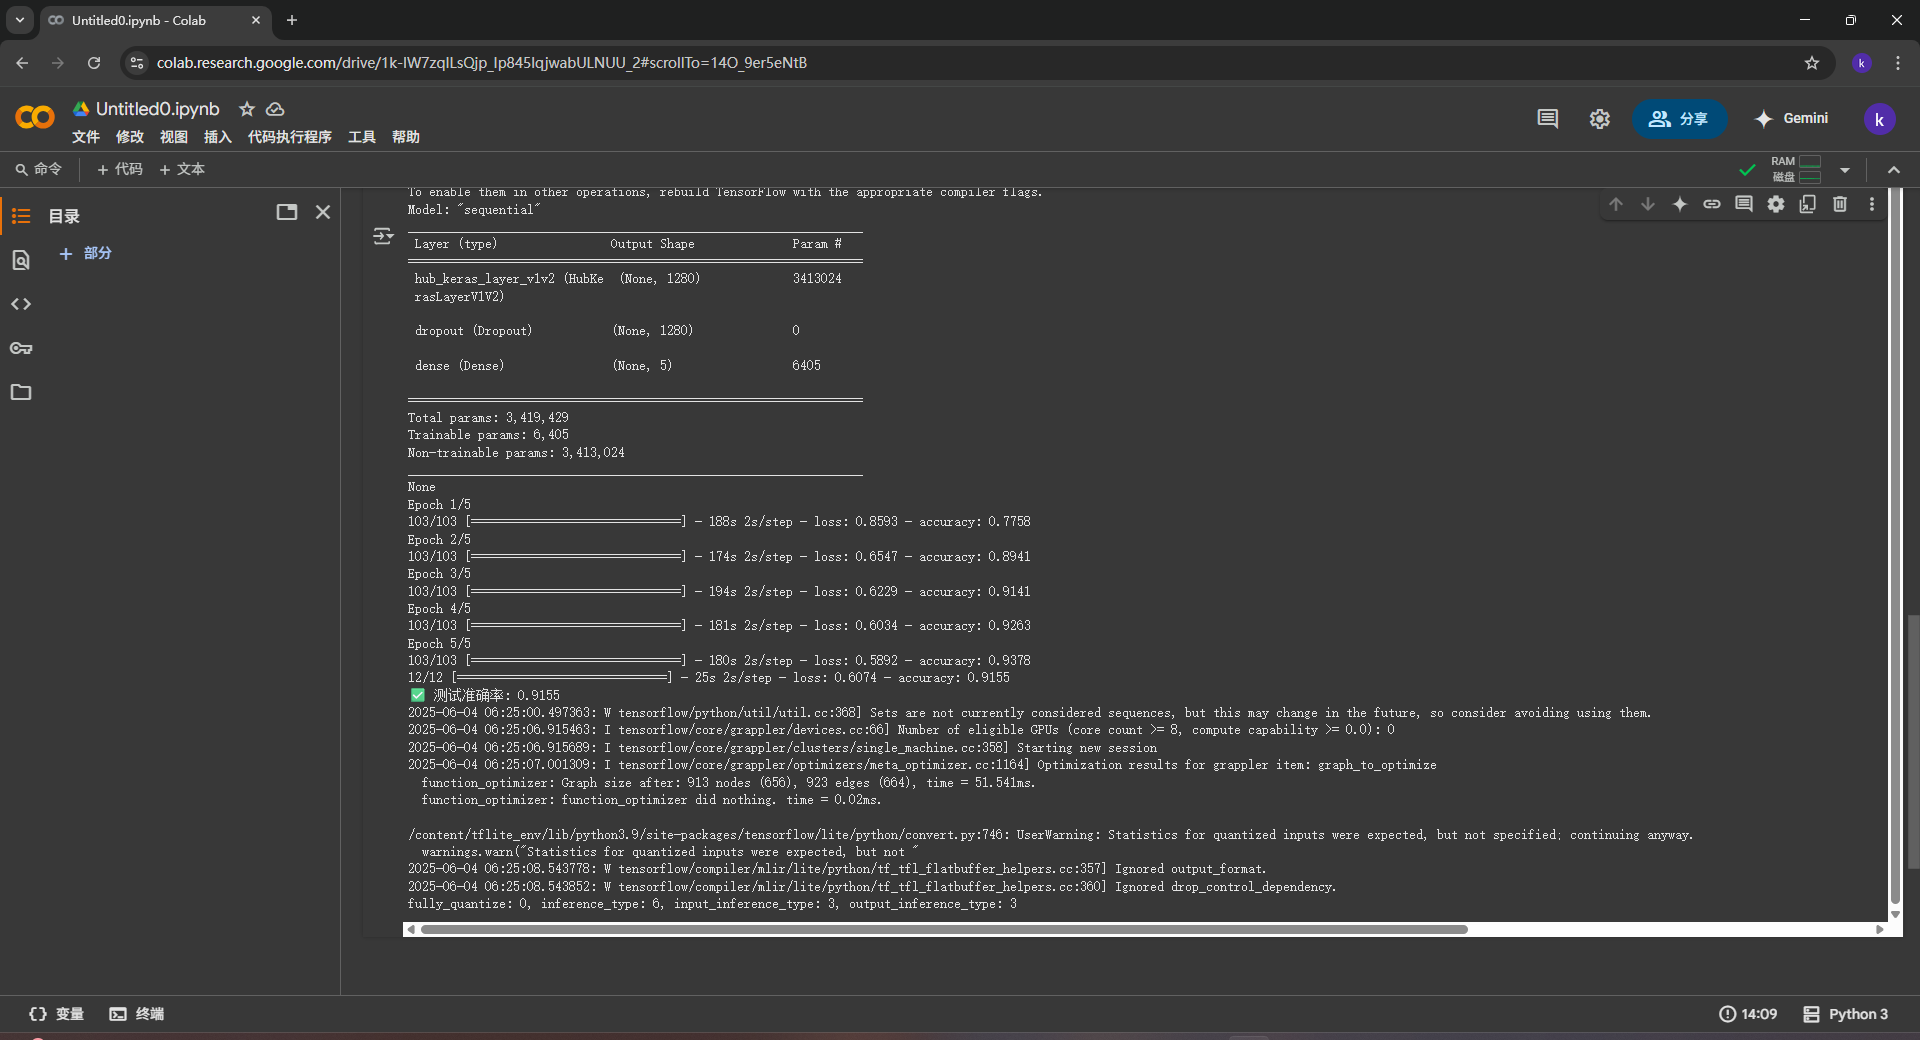 Untitled0.ipynb - Colab
colab.research.google.com/drive/1k-IW7zqlLsQjp_Ip845IqjwabULNUU_2#scrollTo=14O_9er5eNtB
k
Untitled0.ipynb
文件 修改 视图 插入 代码执行程序 工具 帮助
分享
Gemini
k
命令 + 代码 + 文本
RAM
磁盘
目录
+ 部分
To enable them in other operations, rebuild TensorFlow with the appropriate compiler flags.
Model: "sequential"
Layer (type) Output Shape Param #
hub_keras_layer_v1v2 (HubKe (None, 1280) 3413024
rasLayerV1V2)
dropout (Dropout) (None, 1280) 0
dense (Dense) (None, 5) 6405
Total params: 3,419,429
Trainable params: 6,405
Non-trainable params: 3,413,024
None
Epoch 1/5
103/103 [==============================] - 188s 2s/step - loss: 0.8593 - accuracy: 0.7758
Epoch 2/5
103/103 [==============================] - 174s 2s/step - loss: 0.6547 - accuracy: 0.8941
Epoch 3/5
103/103 [==============================] - 194s 2s/step - loss: 0.6229 - accuracy: 0.9141
Epoch 4/5
103/103 [==============================] - 181s 2s/step - loss: 0.6034 - accuracy: 0.9263
Epoch 5/5
103/103 [==============================] - 180s 2s/step - loss: 0.5892 - accuracy: 0.9378
12/12 [==============================] - 25s 2s/step - loss: 0.6074 - accuracy: 0.9155
✅ 测试准确率: 0.9155
2025-06-04 06:25:00.497363: W tensorflow/python/util/util.cc:368] Sets are not currently considered sequences, but this may change in the future, so consider avoiding using them.
2025-06-04 06:25:06.915463: I tensorflow/core/grappler/devices.cc:66] Number of eligible GPUs (core count >= 8, compute capability >= 0.0): 0
2025-06-04 06:25:06.915689: I tensorflow/core/grappler/clusters/single_machine.cc:358] Starting new session
2025-06-04 06:25:07.001309: I tensorflow/core/grappler/optimizers/meta_optimizer.cc:1164] Optimization results for grappler item: graph_to_optimize
function_optimizer: Graph size after: 913 nodes (656), 923 edges (664), time = 51.541ms.
function_optimizer: function_optimizer did nothing. time = 0.02ms.
/content/tflite_env/lib/python3.9/site-packages/tensorflow/lite/python/convert.py:746: UserWarning: Statistics for quantized inputs were expected, but not specified; continuing anyway.
warnings.warn("Statistics for quantized inputs were expected, but not "
2025-06-04 06:25:08.543778: W tensorflow/compiler/mlir/lite/python/tf_tfl_flatbuffer_helpers.cc:357] Ignored output_format.
2025-06-04 06:25:08.543852: W tensorflow/compiler/mlir/lite/python/tf_tfl_flatbuffer_helpers.cc:360] Ignored drop_control_dependency.
fully_quantize: 0, inference_type: 6, input_inference_type: 3, output_inference_type: 3
变量 终端
14:09 Python 3